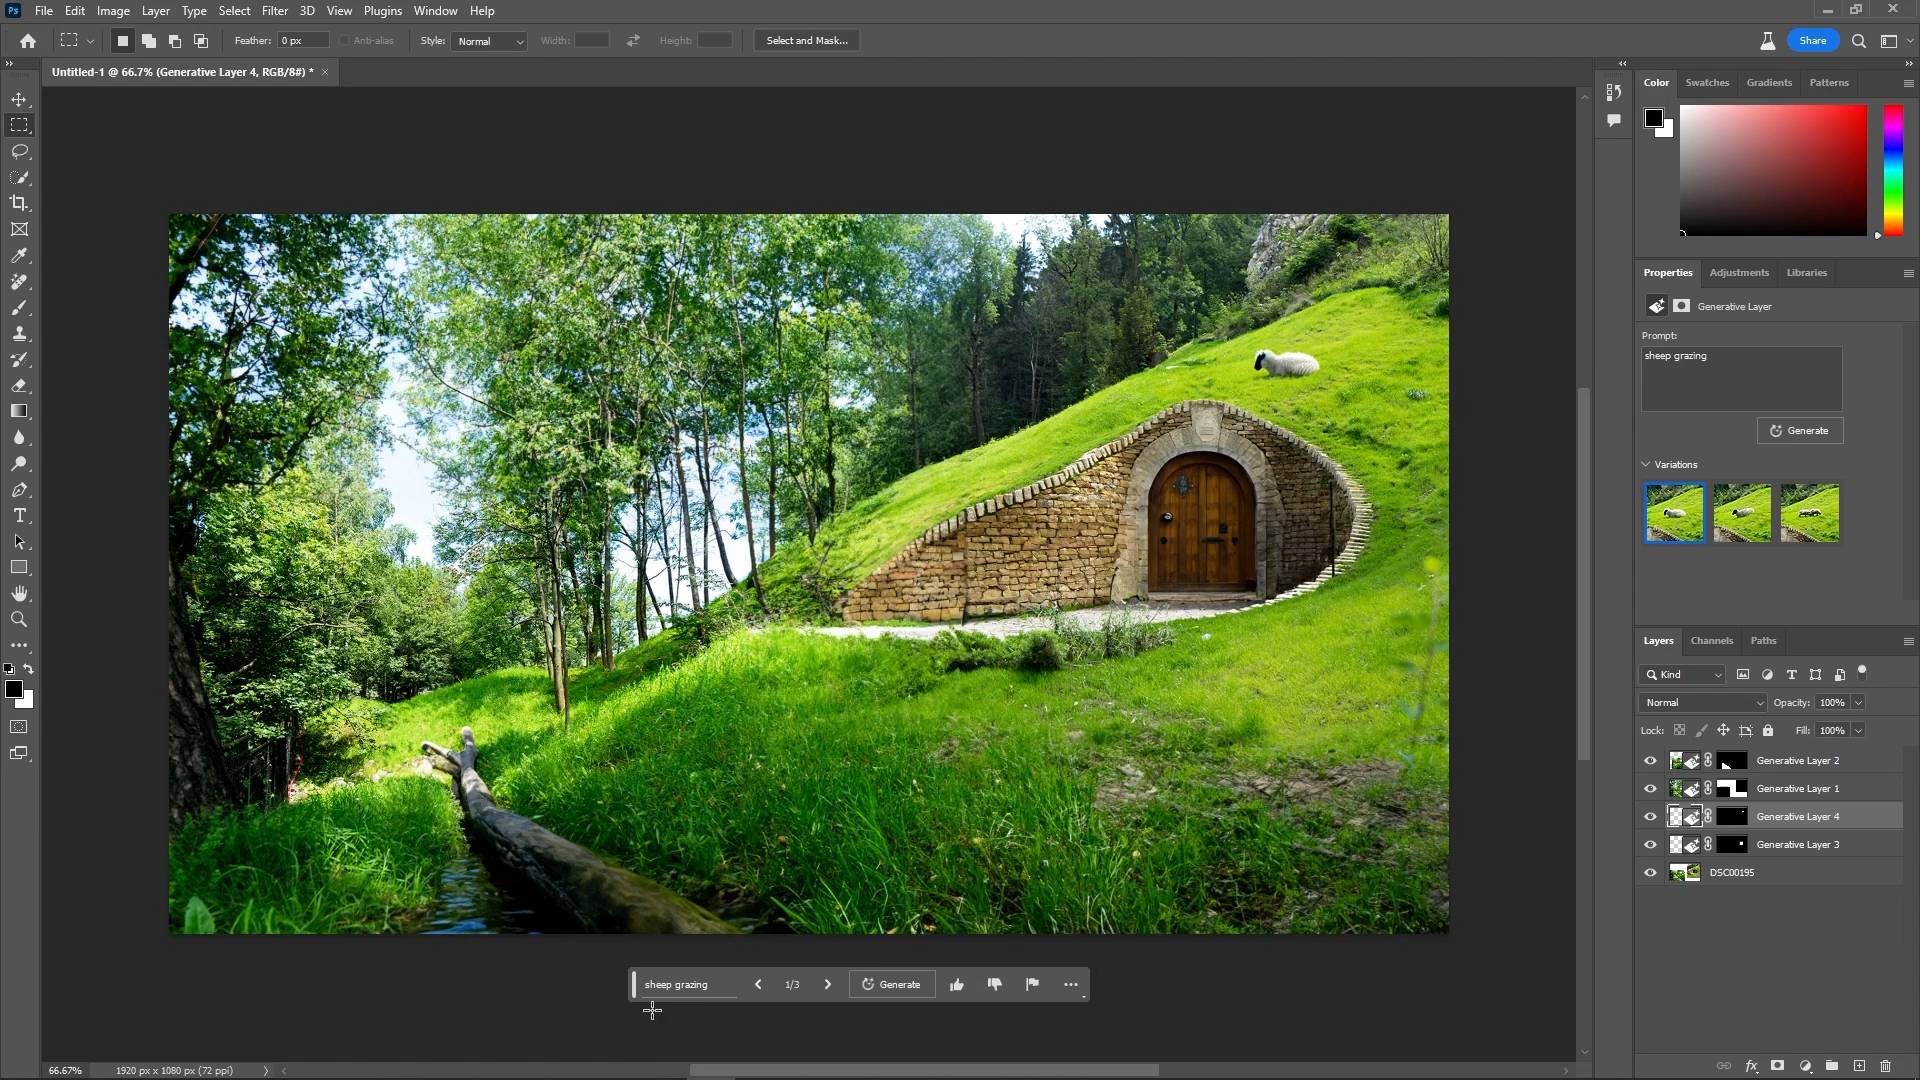 Ps File Edit Image Layer Type Select Filter 3D View Plugins Window Help
Feather: 0 px Anti-alias Style: Normal Width: Height: Select and Mask... Share
Untitled-1 @ 66.7% (Generative Layer 4, RGB/8#) * ×
Color Swatches Gradients Patterns
Properties Adjustments Libraries
Generative Layer
Prompt:
sheep grazing
Generate
Variations
Layers Channels Paths
Kind
Normal Opacity: 100%
Lock: Fill: 100%
Generative Layer 2
Generative Layer 1
Generative Layer 4
Generative Layer 3
DSC00195
sheep grazing 1/3 Generate
66.67% 1920 px x 1080 px (72 ppi)